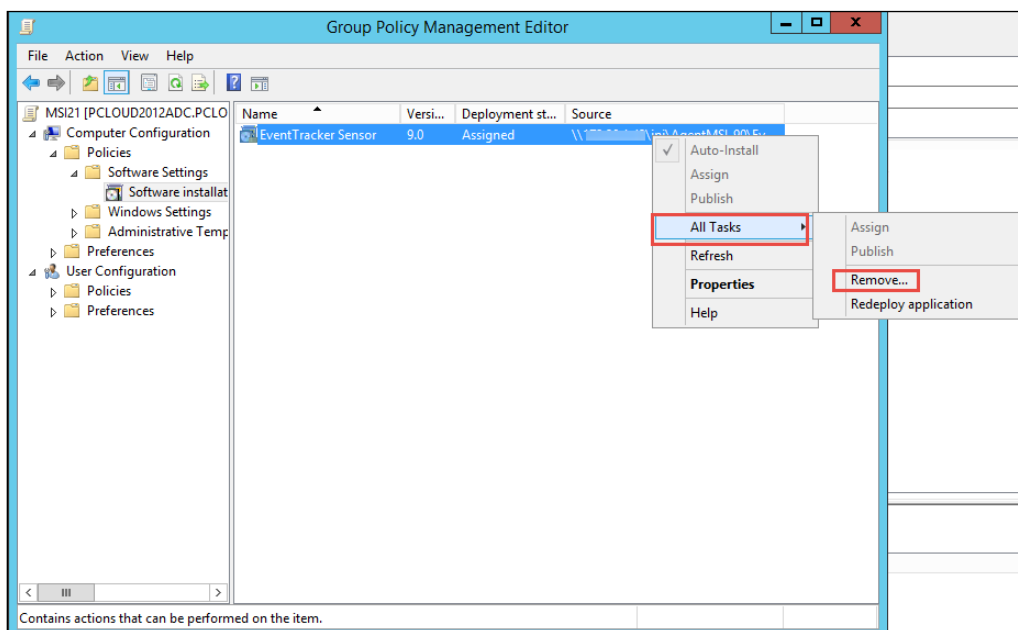 Group Policy Management Editor
File Action View Help
MSI21 [PCLOUD2012ADC.PCLO
Computer Configuration
Policies
Software Settings
Software installat
Windows Settings
Administrative Temp
Preferences
User Configuration
Policies
Preferences
Name Versi... Deployment st... Source
EventTracker Sensor 9.0 Assigned
Auto-Install
Assign
Publish
All Tasks
Refresh
Properties
Help
Assign
Publish
Remove...
Redeploy application
Contains actions that can be performed on the item.